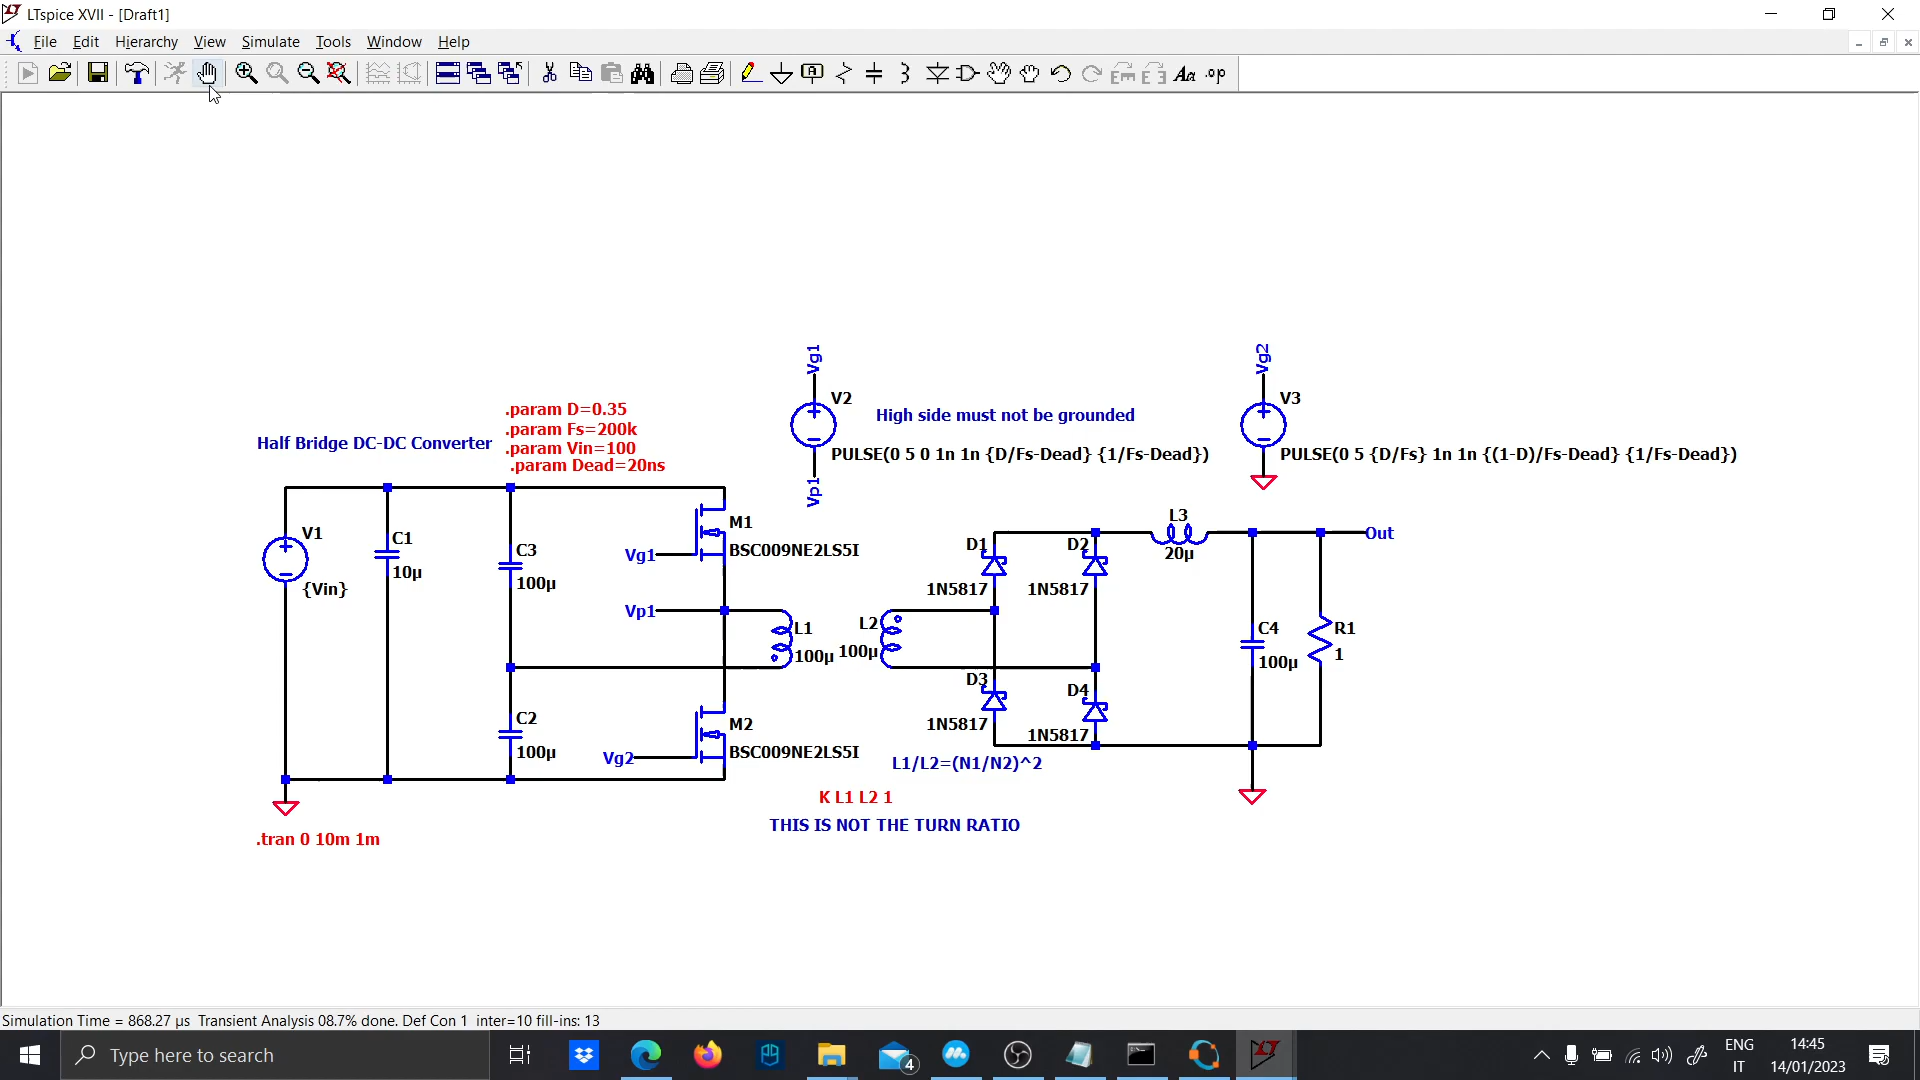 LTspice XVII - [Draft1]
File Edit Hierarchy View Simulate Tools Window Help
Aa .op
Vg1
V2
High side must not be grounded
PULSE(0 5 0 1n 1n {D/Fs-Dead} {1/Fs-Dead})
Vp1
Vg2
V3
PULSE(0 5 {D/Fs} 1n 1n {(1-D)/Fs-Dead} {1/Fs-Dead})
Half Bridge DC-DC Converter
.param D=0.35
.param Fs=200k
.param Vin=100
.param Dead=20ns
V1
{Vin}
C1
10µ
C3
100µ
Vg1
M1
BSC009NE2LS5I
Vp1
L1
100µ
L2
100µ
C2
100µ
Vg2
M2
BSC009NE2LS5I
D1
1N5817
D2
1N5817
D3
1N5817
D4
1N5817
L3
20µ
Out
C4
100µ
R1
1
L1/L2=(N1/N2)^2
K L1 L2 1
THIS IS NOT THE TURN RATIO
.tran 0 10m 1m
Simulation Time = 868.27 µs Transient Analysis 08.7% done. Def Con 1 inter=10 fill-ins: 13
Type here to search
4
ENG
IT
14:45
14/01/2023